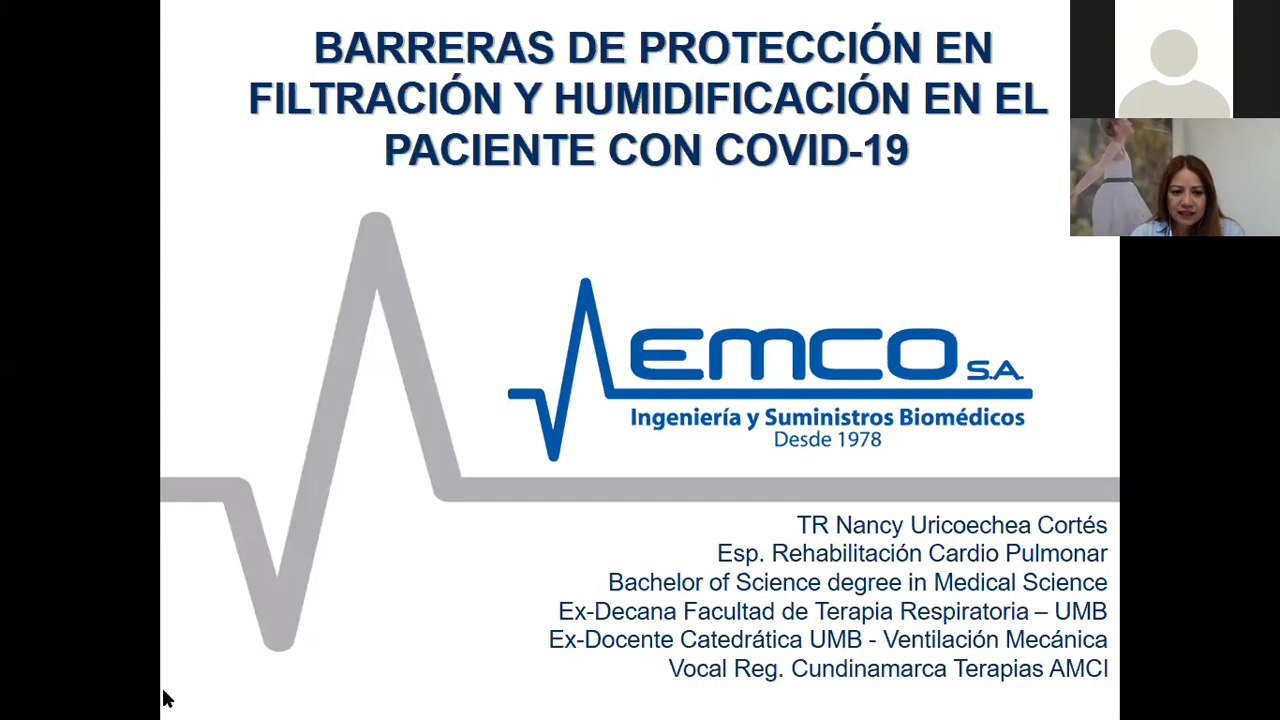 BARRERAS DE PROTECCIÓN EN
FILTRACIÓN Y HUMIDIFICACIÓN EN EL
PACIENTE CON COVID-19
EMCO S.A.
Ingeniería y Suministros Biomédicos
Desde 1978
TR Nancy Uricoechea Cortés
Esp. Rehabilitación Cardio Pulmonar
Bachelor of Science degree in Medical Science
Ex-Decana Facultad de Terapia Respiratoria – UMB
Ex-Docente Catedrática UMB - Ventilación Mecánica
Vocal Reg. Cundinamarca Terapias AMCI